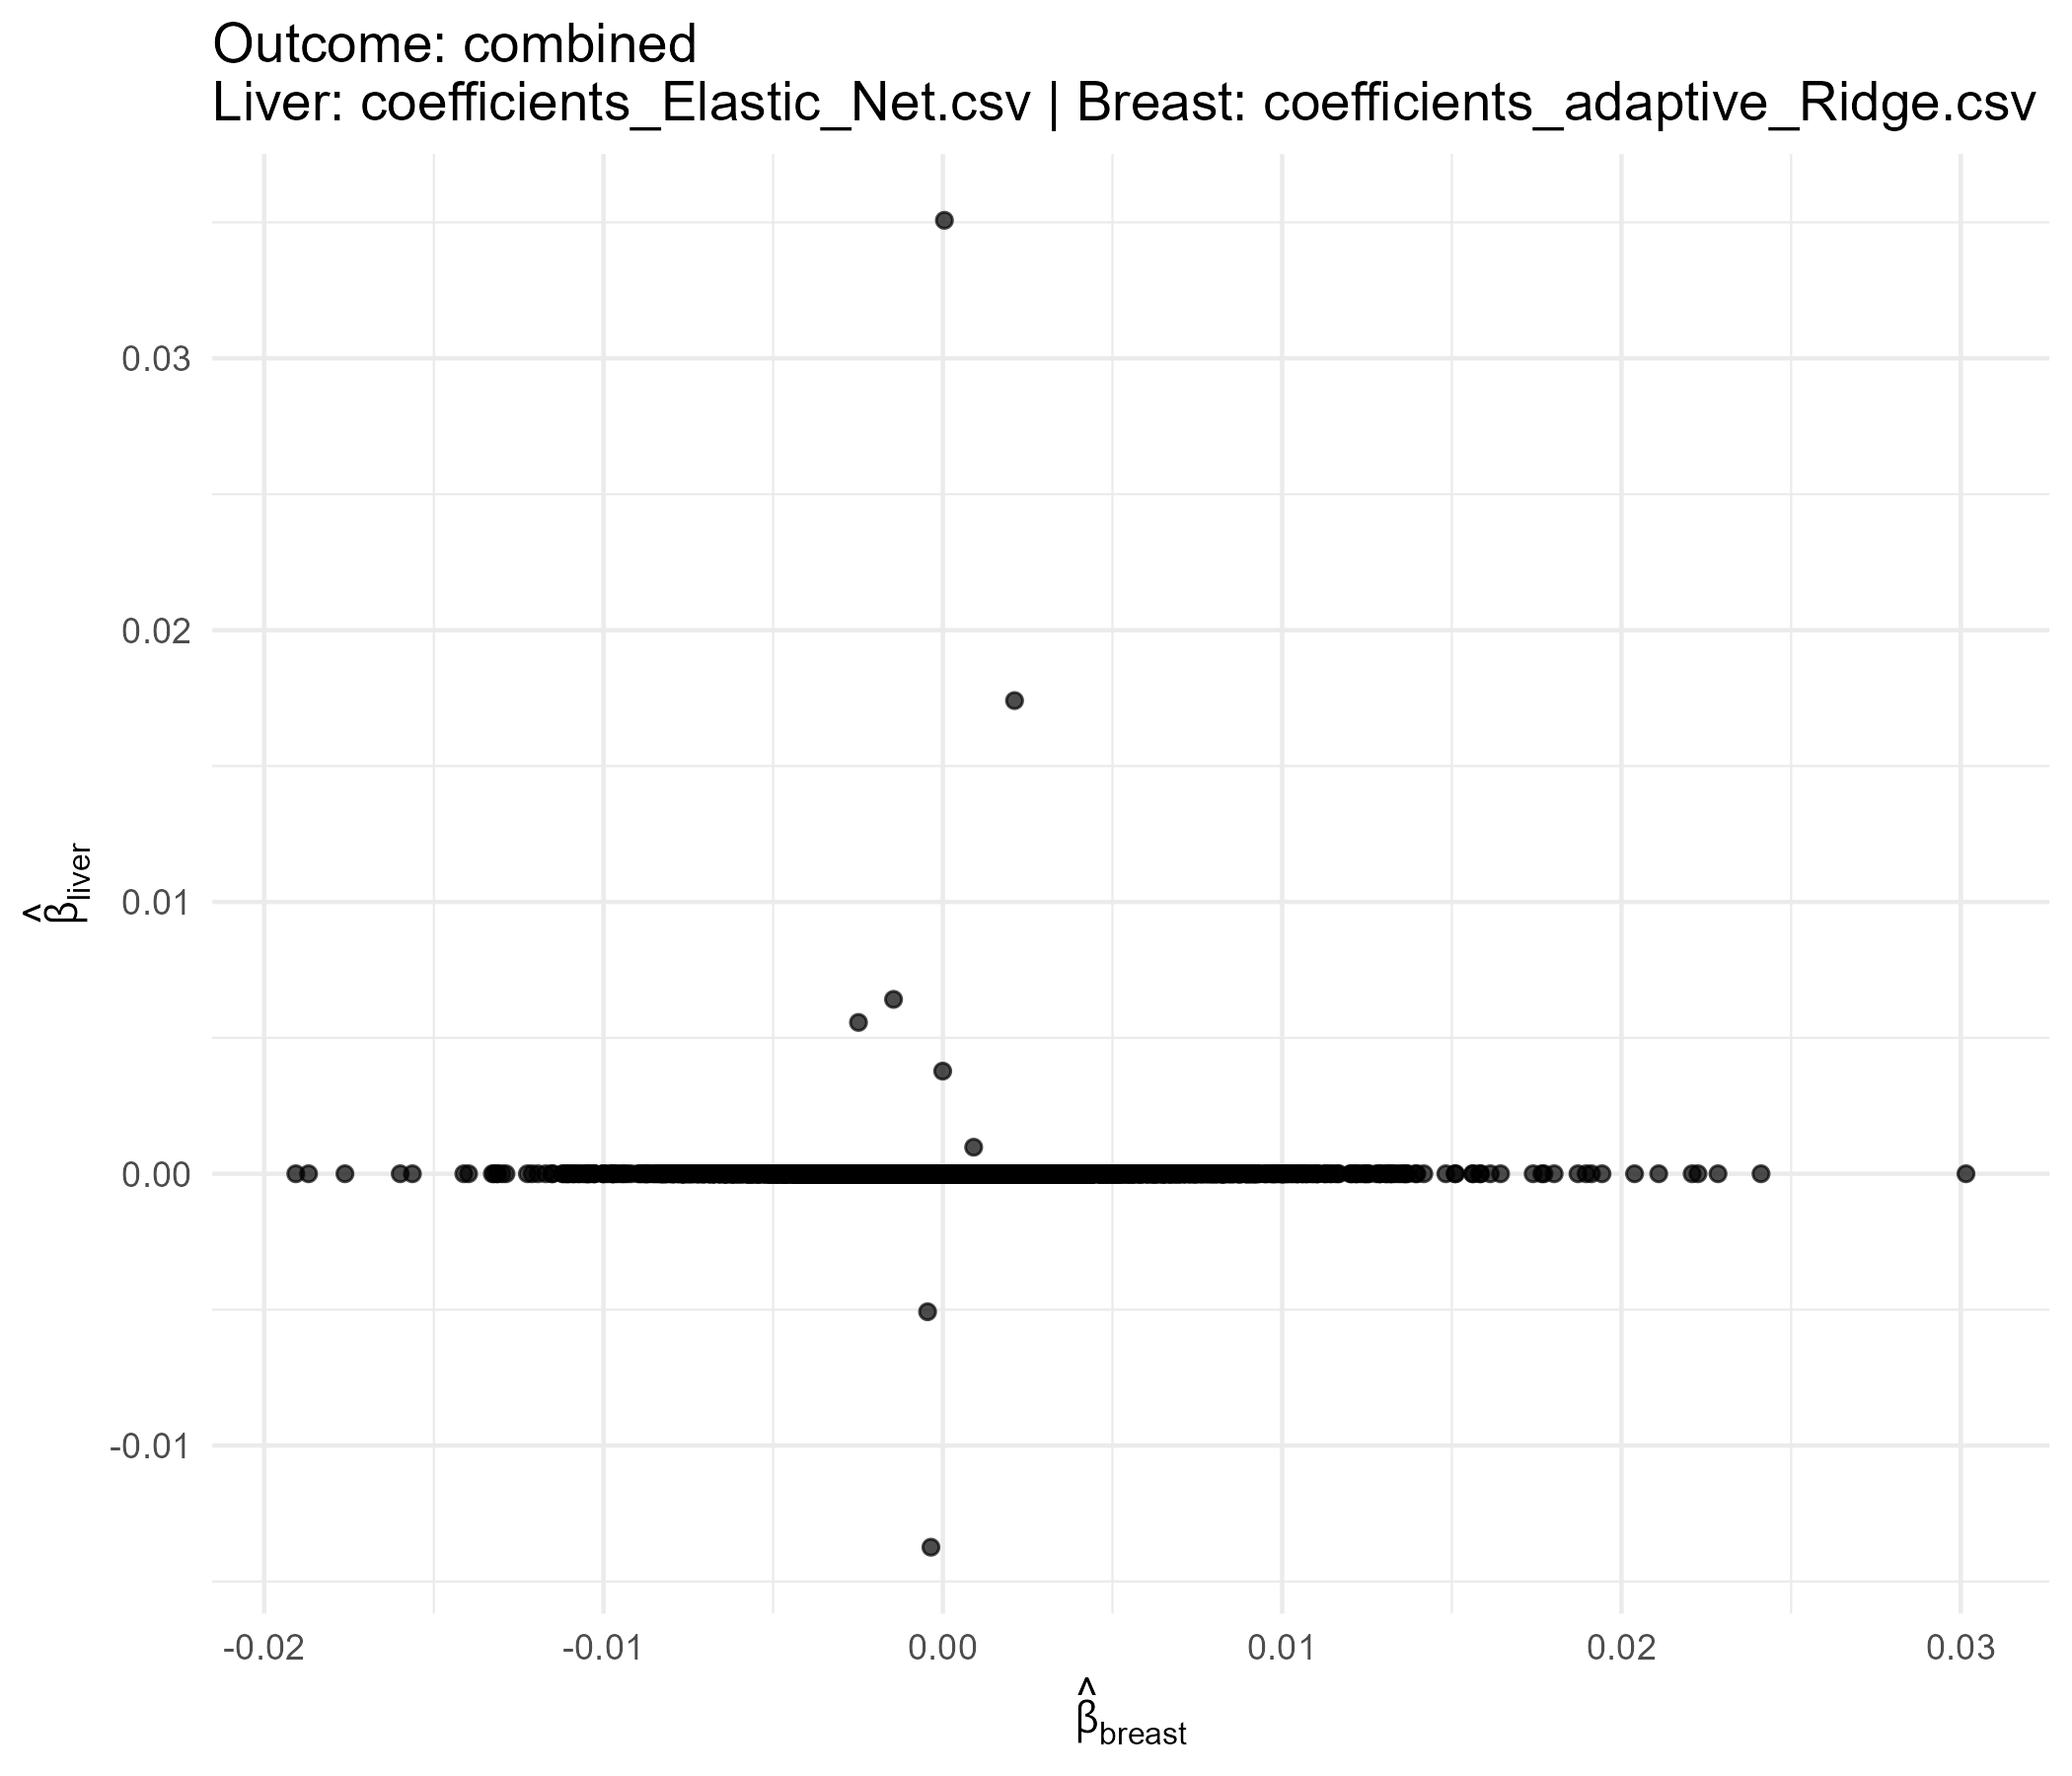 Outcome: combined
Liver: coefficients_Elastic_Net.csv | Breast: coefficients_adaptive_Ridge.csv
β̂liver
0.03
0.02
0.01
0.00
-0.01
-0.02
-0.01
0.00
0.01
0.02
0.03
β̂breast